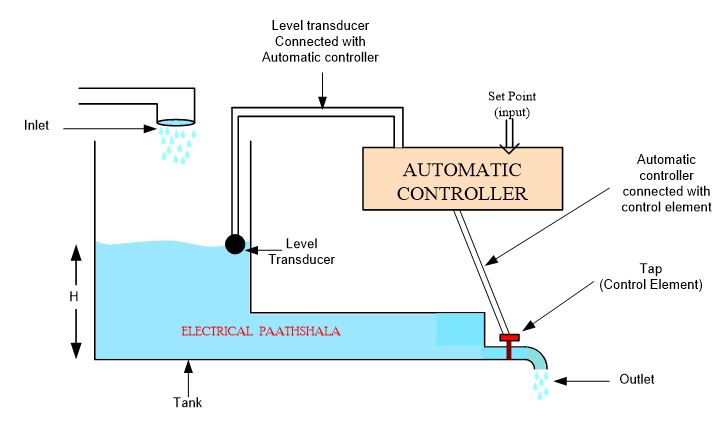 Level transducer
Connected with
Automatic controller
Set Point
(input)
Inlet
AUTOMATIC
CONTROLLER
Automatic
controller
connected with
control element
Level
Transducer
Tap
(Control Element)
H
ELECTRICAL PAATHSHALA
Outlet
Tank